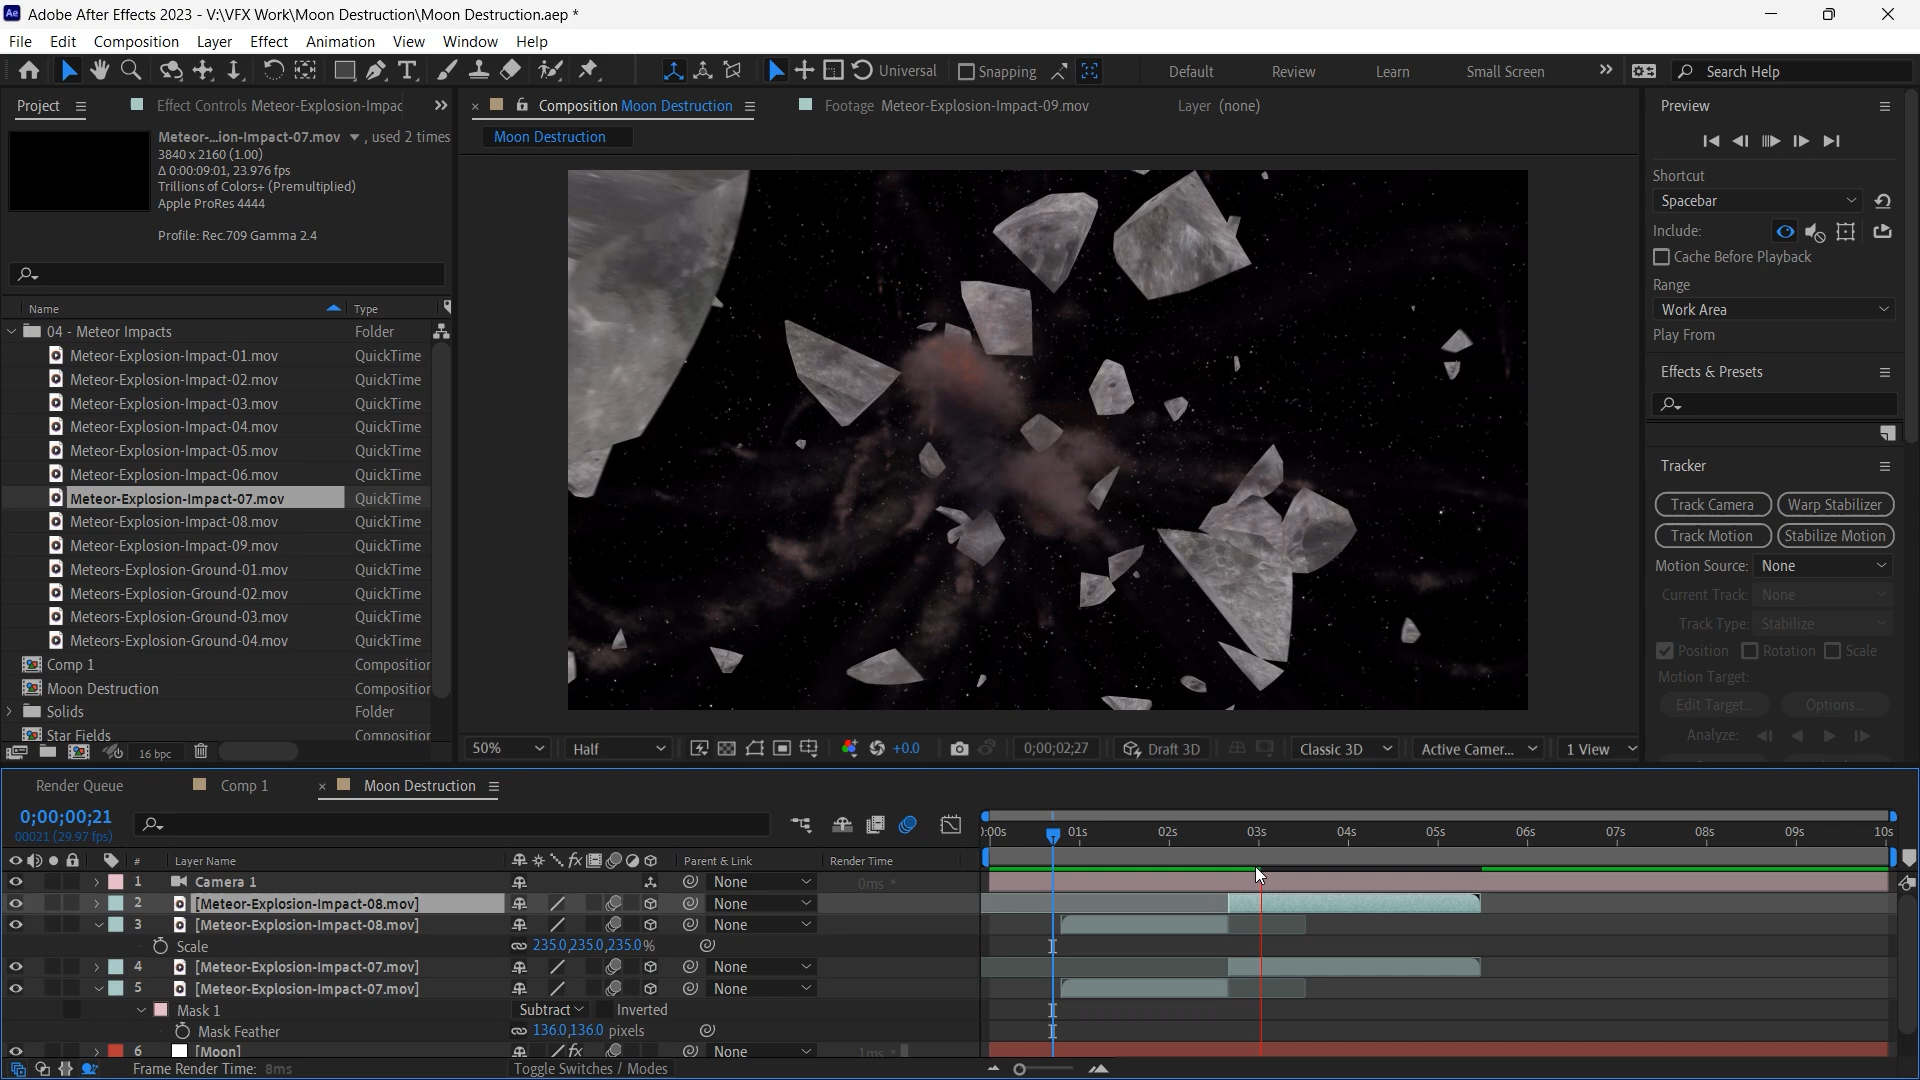 Adobe After Effects 2023 - V:\VFX Work\Moon Destruction\Moon Destruction.aep *
File Edit Composition Layer Effect Animation View Window Help
Universal Snapping Default Review Learn Small Screen Search Help
Project
Effect Controls Meteor-Explosion-Impac
Meteor-...ion-Impact-07.mov , used 2 times
3840 x 2160 (1.00)
Δ 0:00:09:01, 23.976 fps
Trillions of Colors+ (Premultiplied)
Apple ProRes 4444
Profile: Rec.709 Gamma 2.4
Name Type
04 - Meteor Impacts Folder
Meteor-Explosion-Impact-01.mov QuickTime
Meteor-Explosion-Impact-02.mov QuickTime
Meteor-Explosion-Impact-03.mov QuickTime
Meteor-Explosion-Impact-04.mov QuickTime
Meteor-Explosion-Impact-05.mov QuickTime
Meteor-Explosion-Impact-06.mov QuickTime
Meteor-Explosion-Impact-07.mov QuickTime
Meteor-Explosion-Impact-08.mov QuickTime
Meteor-Explosion-Impact-09.mov QuickTime
Meteors-Explosion-Ground-01.mov QuickTime
Meteors-Explosion-Ground-02.mov QuickTime
Meteors-Explosion-Ground-03.mov QuickTime
Meteors-Explosion-Ground-04.mov QuickTime
Comp 1 Composition
Moon Destruction Composition
Solids Folder
Star Fields Composition
16 bpc
Composition Moon Destruction
Footage Meteor-Explosion-Impact-09.mov
Layer (none)
Moon Destruction
50% Half +0.0 0;00;02;27 Draft 3D Classic 3D Active Camer... 1 View
Preview
Shortcut
Spacebar
Include:
Cache Before Playback
Range
Work Area
Play From
Effects & Presets
Tracker
Track Camera Warp Stabilizer
Track Motion Stabilize Motion
Motion Source: None
Current Track: None
Track Type: Stabilize
Position Rotation Scale
Motion Target:
Edit Target... Options...
Analyze:
Render Queue Comp 1 Moon Destruction
0;00;00;21
00021 (29.97 fps)
# Layer Name Parent & Link Render Time
1 Camera 1 None 0ms *
2 [Meteor-Explosion-Impact-08.mov] None
3 [Meteor-Explosion-Impact-08.mov] None
Scale 235.0,235.0,235.0%
4 [Meteor-Explosion-Impact-07.mov] None
5 [Meteor-Explosion-Impact-07.mov] None
Mask 1 Subtract Inverted
Mask Feather 136.0,136.0 pixels
6 [Moon] fx None 1ms *
Frame Render Time: 8ms Toggle Switches / Modes
):00s 01s 02s 03s 04s 05s 06s 07s 08s 09s 10s